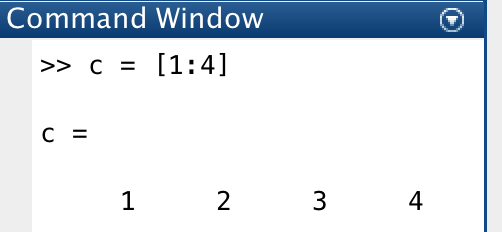 Command Window
>> c = [1:4]
c =
1 2 3 4